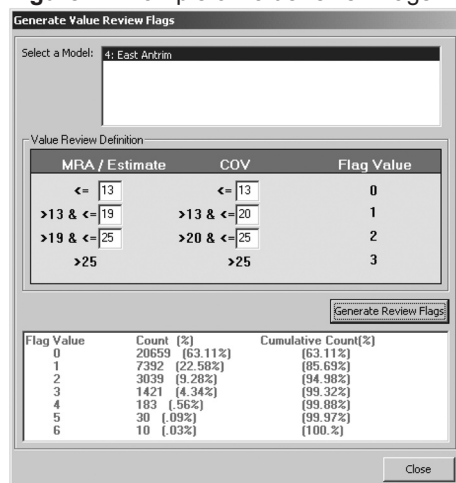 Generate Value Review Flags
Select a Model: 4: East Antrim
Value Review Definition
MRA / Estimate COV Flag Value
<= 13 <= 13 0
>13 & <= 19 >13 & <= 20 1
>19 & <= 25 >20 & <= 25 2
>25 >25 3
Generate Review Flags
Flag Value Count (%) Cumulative Count(%)
0 20659 (63.11%) (63.11%)
1 7392 (22.58%) (85.69%)
2 3039 (9.28%) (94.98%)
3 1421 (4.34%) (99.32%)
4 183 (.56%) (99.88%)
5 30 (.09%) (99.97%)
6 10 (.03%) (100.%)
Close